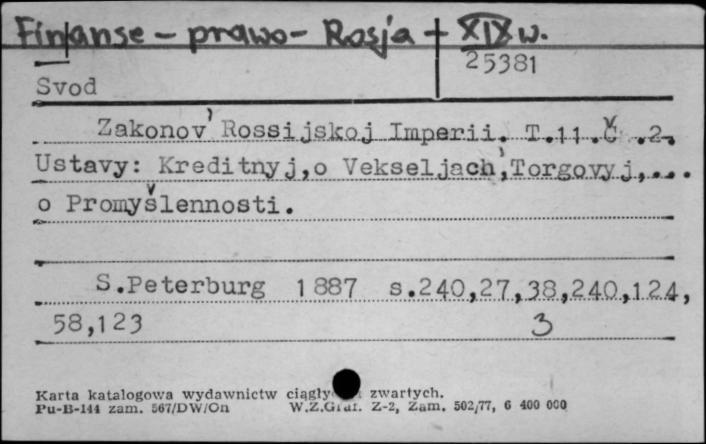 Finanse - prawo - Rosja - XIX w.
25381
Svod
Zakonov' Rossijskoj Imperii. T.11.Č.2.
Ustavy: Kreditnyj,o Vekseljach',Torgovyj,...
o Promyšlennosti.
S.Peterburg 1887 s.240,27,38,240,124,
58,123 3
Karta katalogowa wydawnictw zwartych.
Pu-B-144 zam. 567/DW/On W.Z.Graf. Z-2, Zam. 502/77, 6 400 000